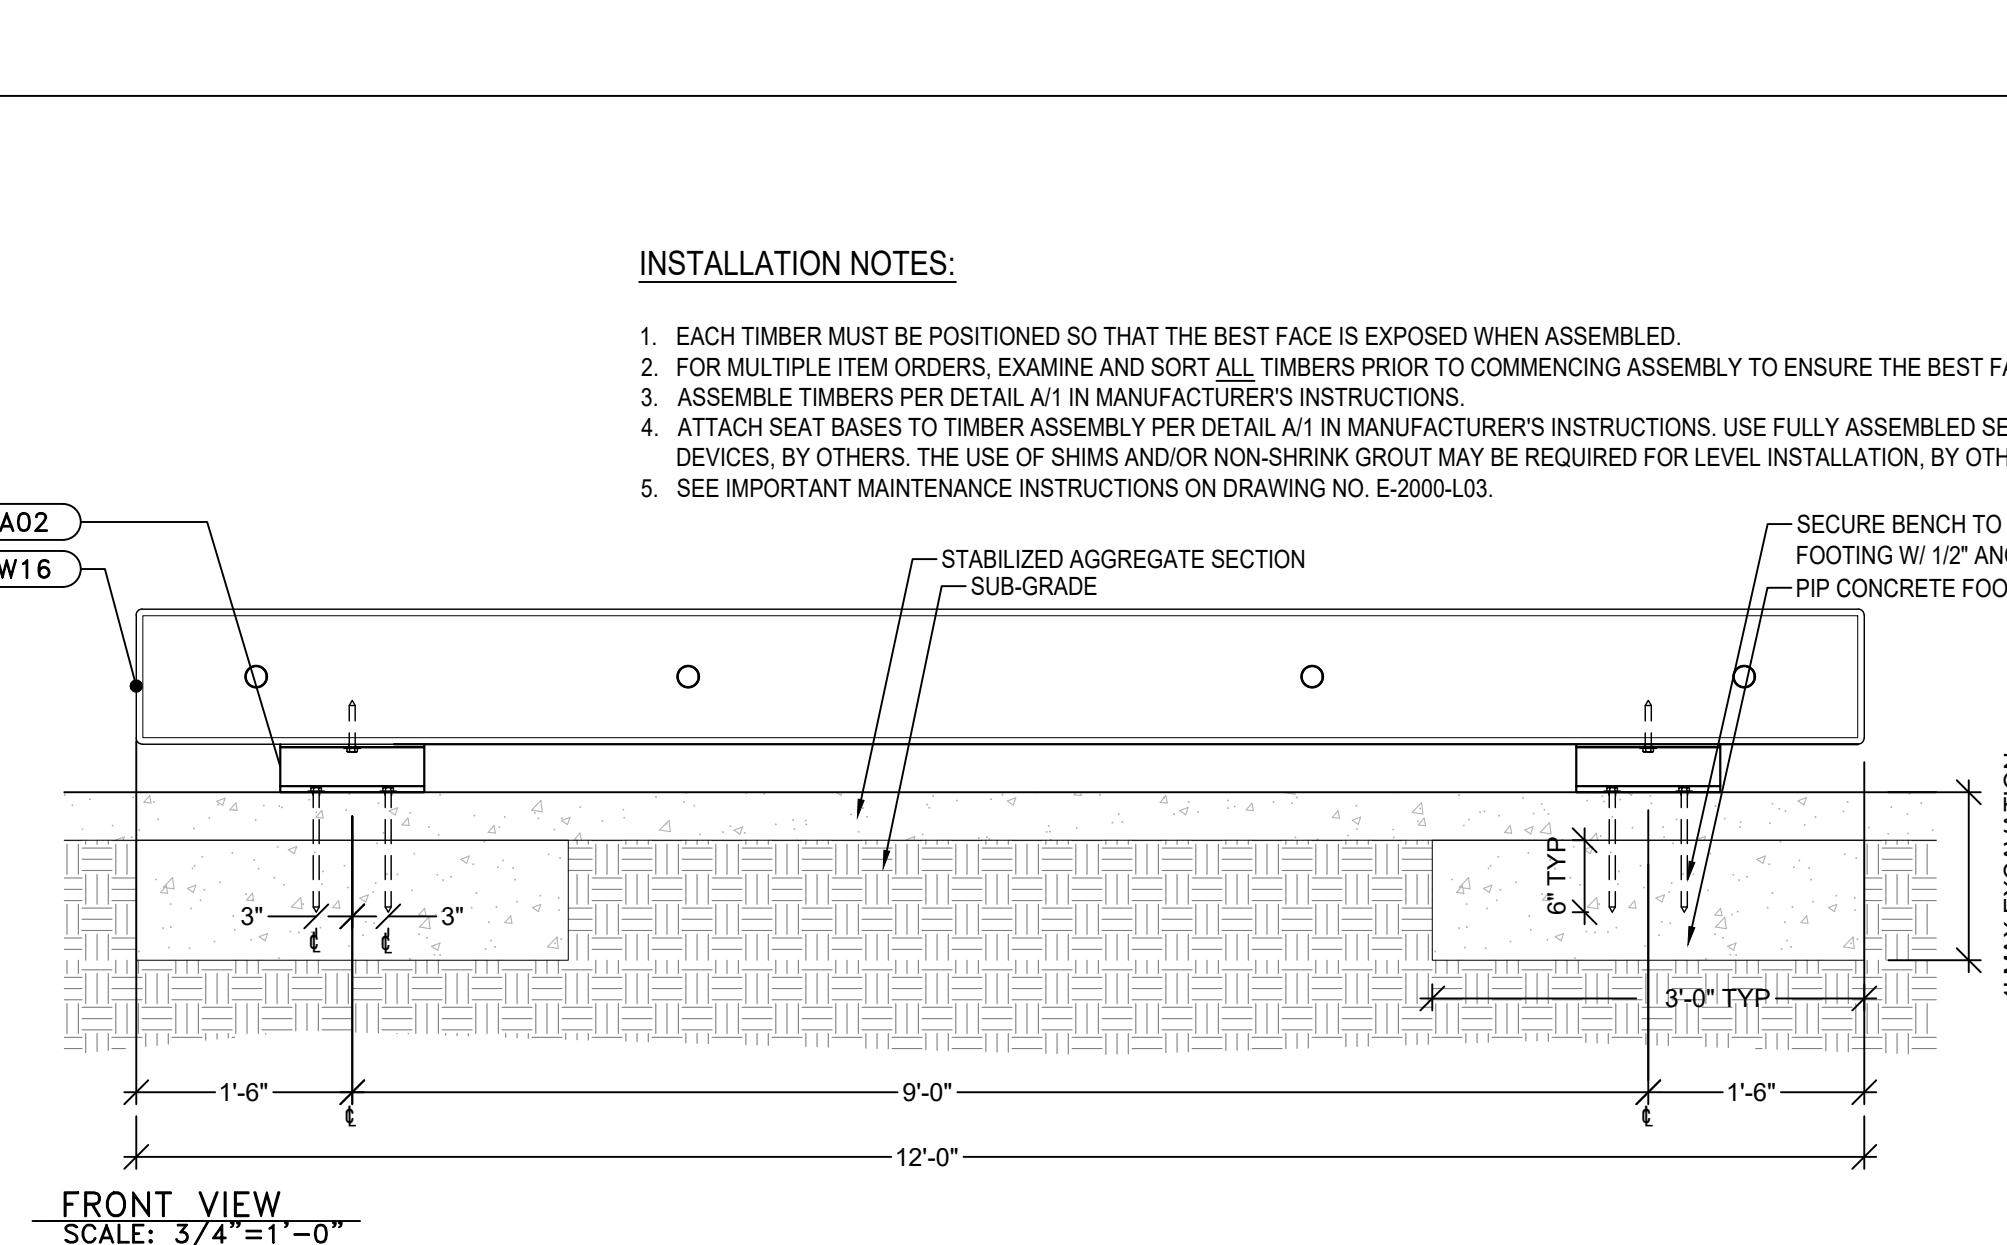 INSTALLATION NOTES:
1. EACH TIMBER MUST BE POSITIONED SO THAT THE BEST FACE IS EXPOSED WHEN ASSEMBLED.
2. FOR MULTIPLE ITEM ORDERS, EXAMINE AND SORT ALL TIMBERS PRIOR TO COMMENCING ASSEMBLY TO ENSURE THE BEST FA
3. ASSEMBLE TIMBERS PER DETAIL A/1 IN MANUFACTURER'S INSTRUCTIONS.
4. ATTACH SEAT BASES TO TIMBER ASSEMBLY PER DETAIL A/1 IN MANUFACTURER'S INSTRUCTIONS. USE FULLY ASSEMBLED SE
DEVICES, BY OTHERS. THE USE OF SHIMS AND/OR NON-SHRINK GROUT MAY BE REQUIRED FOR LEVEL INSTALLATION, BY OTH
5. SEE IMPORTANT MAINTENANCE INSTRUCTIONS ON DRAWING NO. E-2000-L03.
A02
W16
STABILIZED AGGREGATE SECTION
SUB-GRADE
SECURE BENCH TO
FOOTING W/ 1/2" ANC
PIP CONCRETE FOO
6" TYP
3" 3"
3'-0" TYP
1'-6" 9'-0" 1'-6"
12'-0"
FRONT VIEW
SCALE: 3/4"=1'-0"